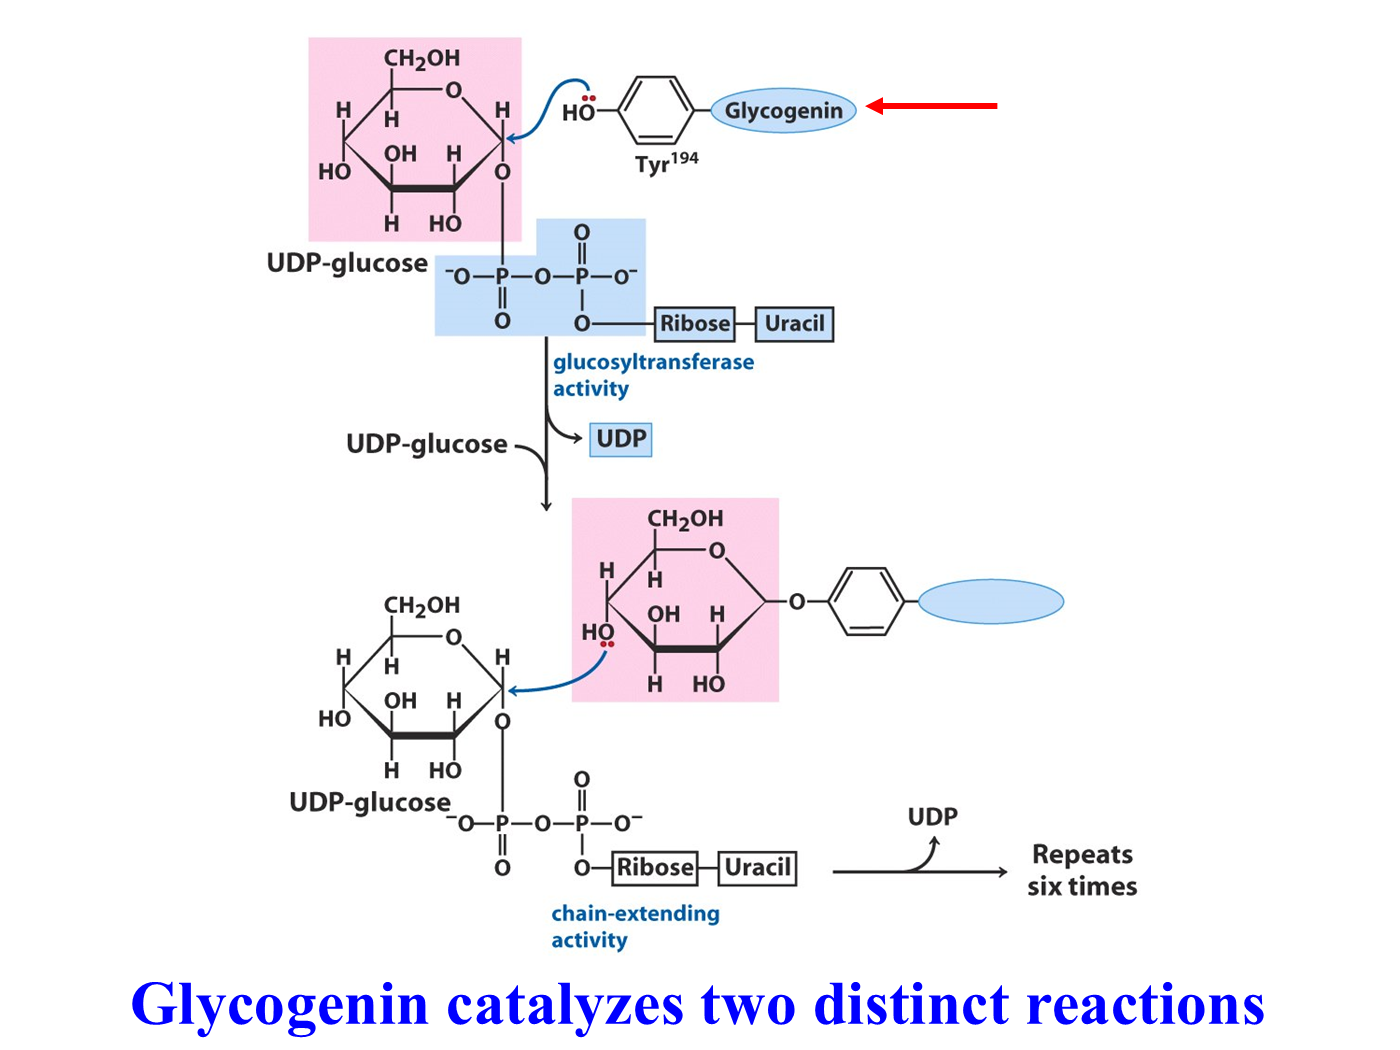 CH₂OH
O
H
H
H
HO
Glycogenin
OH
H
HO
O
Tyr¹⁹⁴
H
HO
O
UDP-glucose
⁻O—P—O—P—O⁻
O
O
Ribose
Uracil
glucosyltransferase
activity
UDP-glucose
UDP
CH₂OH
O
H
H
O
OH
H
HO
H
HO
CH₂OH
O
H
H
H
OH
H
HO
O
H
HO
O
UDP-glucose
⁻O—P—O—P—O⁻
O
O
Ribose
Uracil
UDP
Repeats
six times
chain-extending
activity
Glycogenin catalyzes two distinct reactions